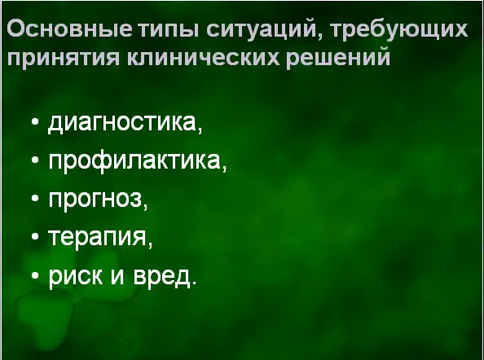 Основные типы ситуаций, требующих
принятия клинических решений
• диагностика,
• профилактика,
• прогноз,
• терапия,
• риск и вред.